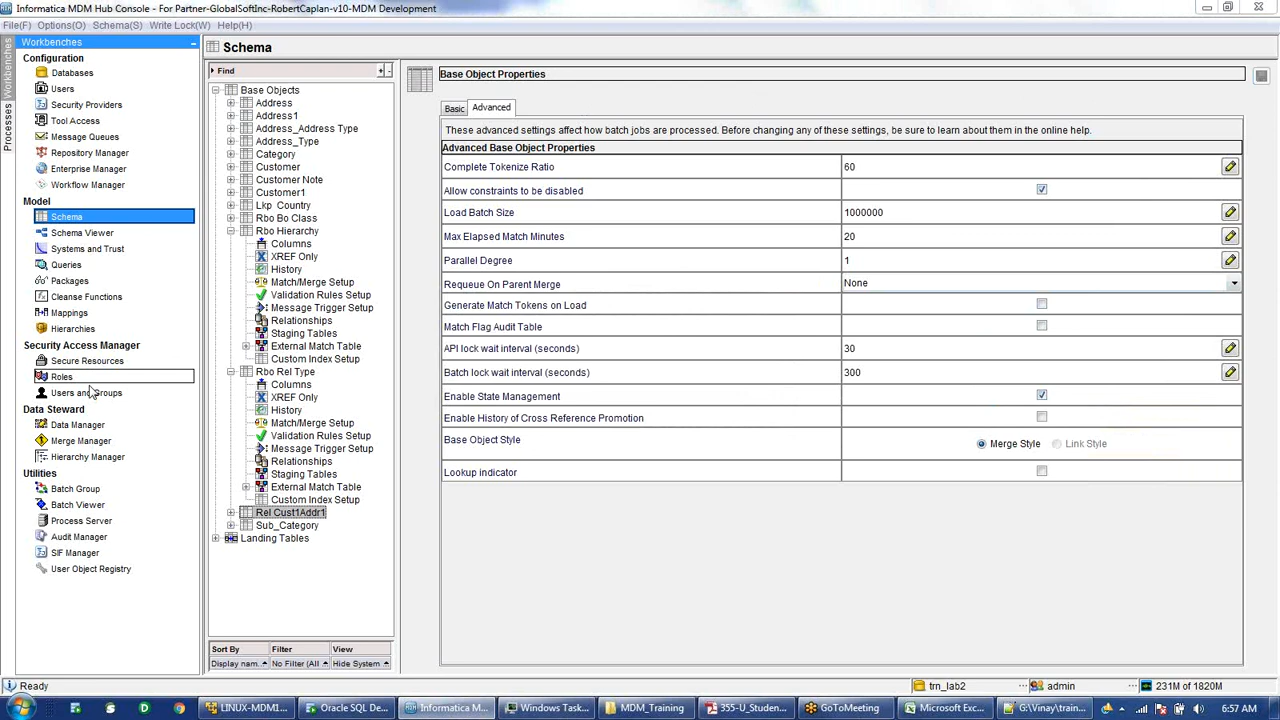 Informatica MDM Hub Console - For Partner-GlobalSoftInc-RobertCaplan-v10-MDM Development
File(F) Options(O) Schema(S) Write Lock(W) Help(H)
Workbenches
Processes
Workbenches
Configuration
Databases
Users
Security Providers
Tool Access
Message Queues
Repository Manager
Enterprise Manager
Workflow Manager
Model
Schema
Schema Viewer
Systems and Trust
Queries
Packages
Cleanse Functions
Mappings
Hierarchies
Security Access Manager
Secure Resources
Roles
Users and Groups
Data Steward
Data Manager
Merge Manager
Hierarchy Manager
Utilities
Batch Group
Batch Viewer
Process Server
Audit Manager
SIF Manager
User Object Registry
Schema
Find
Base Objects
Address
Address1
Address_Address Type
Address_Type
Category
Customer
Customer Note
Customer1
Lkp Country
Rbo Bo Class
Rbo Hierarchy
Columns
XREF Only
History
Match/Merge Setup
Validation Rules Setup
Message Trigger Setup
Relationships
Staging Tables
External Match Table
Custom Index Setup
Rbo Rel Type
Columns
XREF Only
History
Match/Merge Setup
Validation Rules Setup
Message Trigger Setup
Relationships
Staging Tables
External Match Table
Custom Index Setup
Rel Cust1Addr1
Sub_Category
Landing Tables
Sort By Filter View
Display nam... No Filter (All Hide System
Base Object Properties
Basic Advanced
These advanced settings affect how batch jobs are processed. Before changing any of these settings, be sure to learn about them in the online help.
Advanced Base Object Properties
Complete Tokenize Ratio 60
Allow constraints to be disabled
Load Batch Size 1000000
Max Elapsed Match Minutes 20
Parallel Degree 1
Requeue On Parent Merge None
Generate Match Tokens on Load
Match Flag Audit Table
API lock wait interval (seconds) 30
Batch lock wait interval (seconds) 300
Enable State Management
Enable History of Cross Reference Promotion
Base Object Style Merge Style Link Style
Lookup indicator
Ready trn_lab2 ... admin ... 231M of 1820M
LINUX-MDM1... Oracle SQL De... Informatica M... Windows Task... MDM_Training 355-U_Studen... GoToMeeting Microsoft Exc... G:\Vinay\train... 6:57 AM